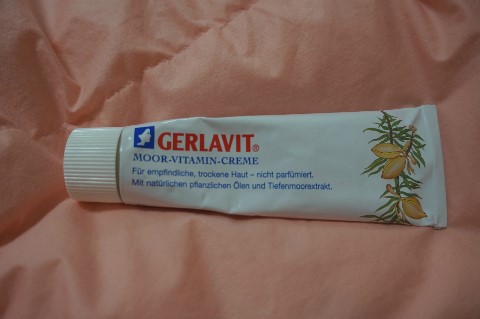 GERLAVIT®
MOOR-VITAMIN-CREME
Für empfindliche, trockene Haut – nicht parfümiert.
Mit natürlichen pflanzlichen Ölen und Tiefenmoorextrakt.